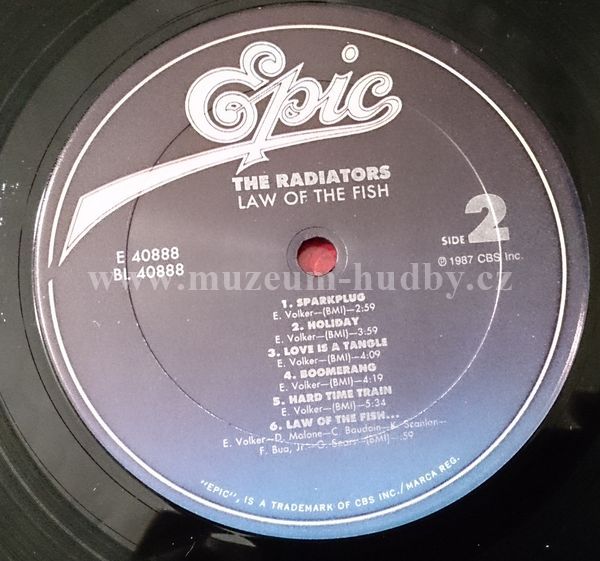 Epic
THE RADIATORS
LAW OF THE FISH
E 40888
BL 40888
SIDE 2
℗ 1987 CBS Inc.
www.muzeum-hudby.cz
1. SPARKPLUG
E. Volker—(BMI)—2:59
2. HOLIDAY
E. Volker—(BMI)—3:59
3. LOVE IS A TANGLE
E. Volker—(BMI)—4:09
4. BOOMERANG
E. Volker—(BMI)—4:19
5. HARD TIME TRAIN
E. Volker—(BMI)—5:34
6. LAW OF THE FISH...
E. Volker—D. Malone—C. Baudoin—K. Scanlan—
F. Bua, Jr.—G. Sears—(BMI)—:59
"EPIC", IS A TRADEMARK OF CBS INC./MARCA REG.